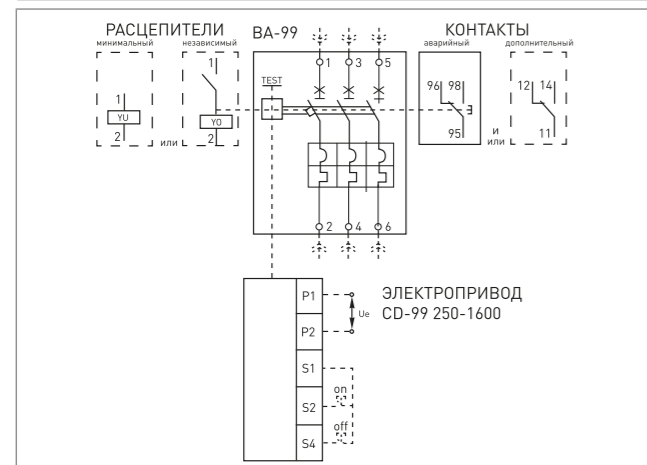 РАСЦЕПИТЕЛИ
минимальный
независимый
ВА-99
КОНТАКТЫ
аварийный
дополнительный
1
3
5
TEST
1
YU
2
или
1
YO
2
96 98
95
и
или
12 14
11
2
4
6
P1
P2
S1
S2
S4
Ue
on
off
ЭЛЕКТРОПРИВОД
CD-99 250-1600